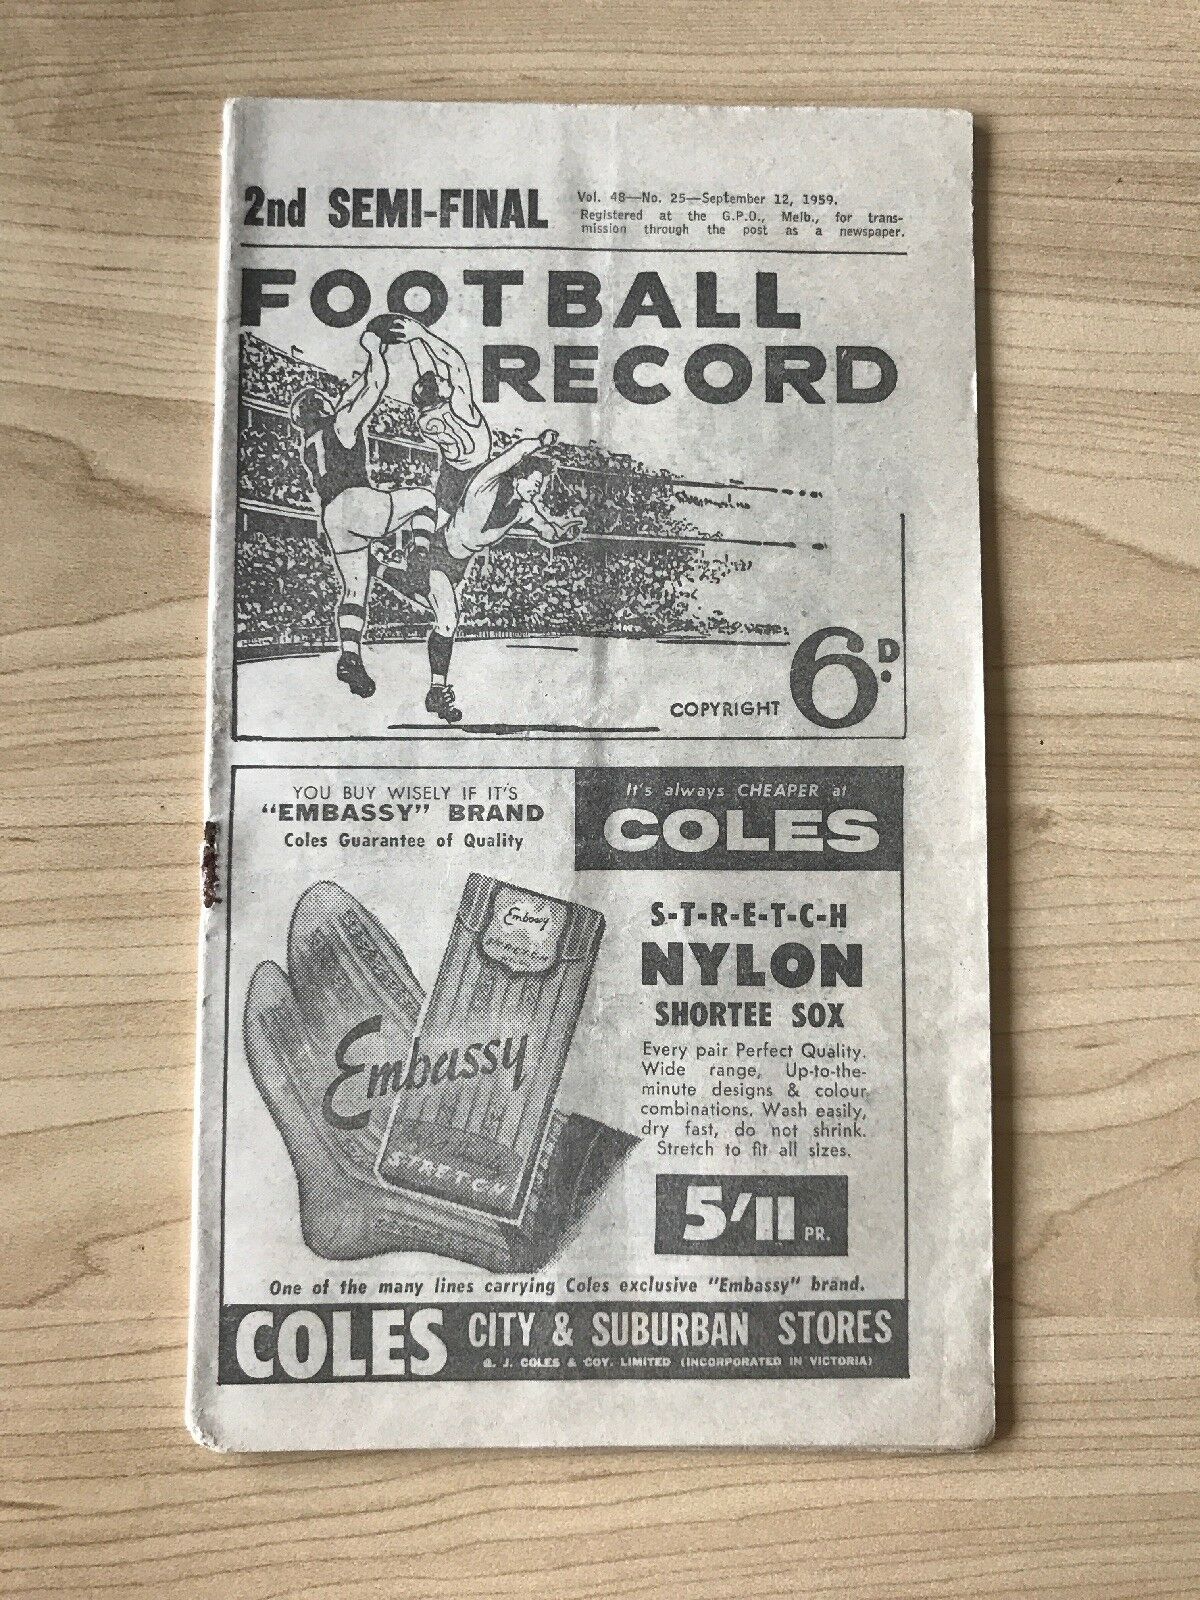 2nd SEMI-FINAL
Vol. 48—No. 25—September 12, 1959.
Registered at the G.P.O., Melb., for trans-
mission through the post as a newspaper.
FOOTBALL
RECORD
7
6D.
COPYRIGHT
YOU BUY WISELY IF IT'S
"EMBASSY" BRAND
Coles Guarantee of Quality
It's always CHEAPER at
COLES
Embassy
Embassy
STRETCH
S-T-R-E-T-C-H
NYLON
SHORTEE SOX
Every pair Perfect Quality.
Wide range, Up-to-the-
minute designs & colour
combinations. Wash easily,
dry fast, do not shrink.
Stretch to fit all sizes.
5/11 PR.
One of the many lines carrying Coles exclusive "Embassy" brand.
COLES CITY & SUBURBAN STORES
G. J. COLES & COY. LIMITED (INCORPORATED IN VICTORIA)